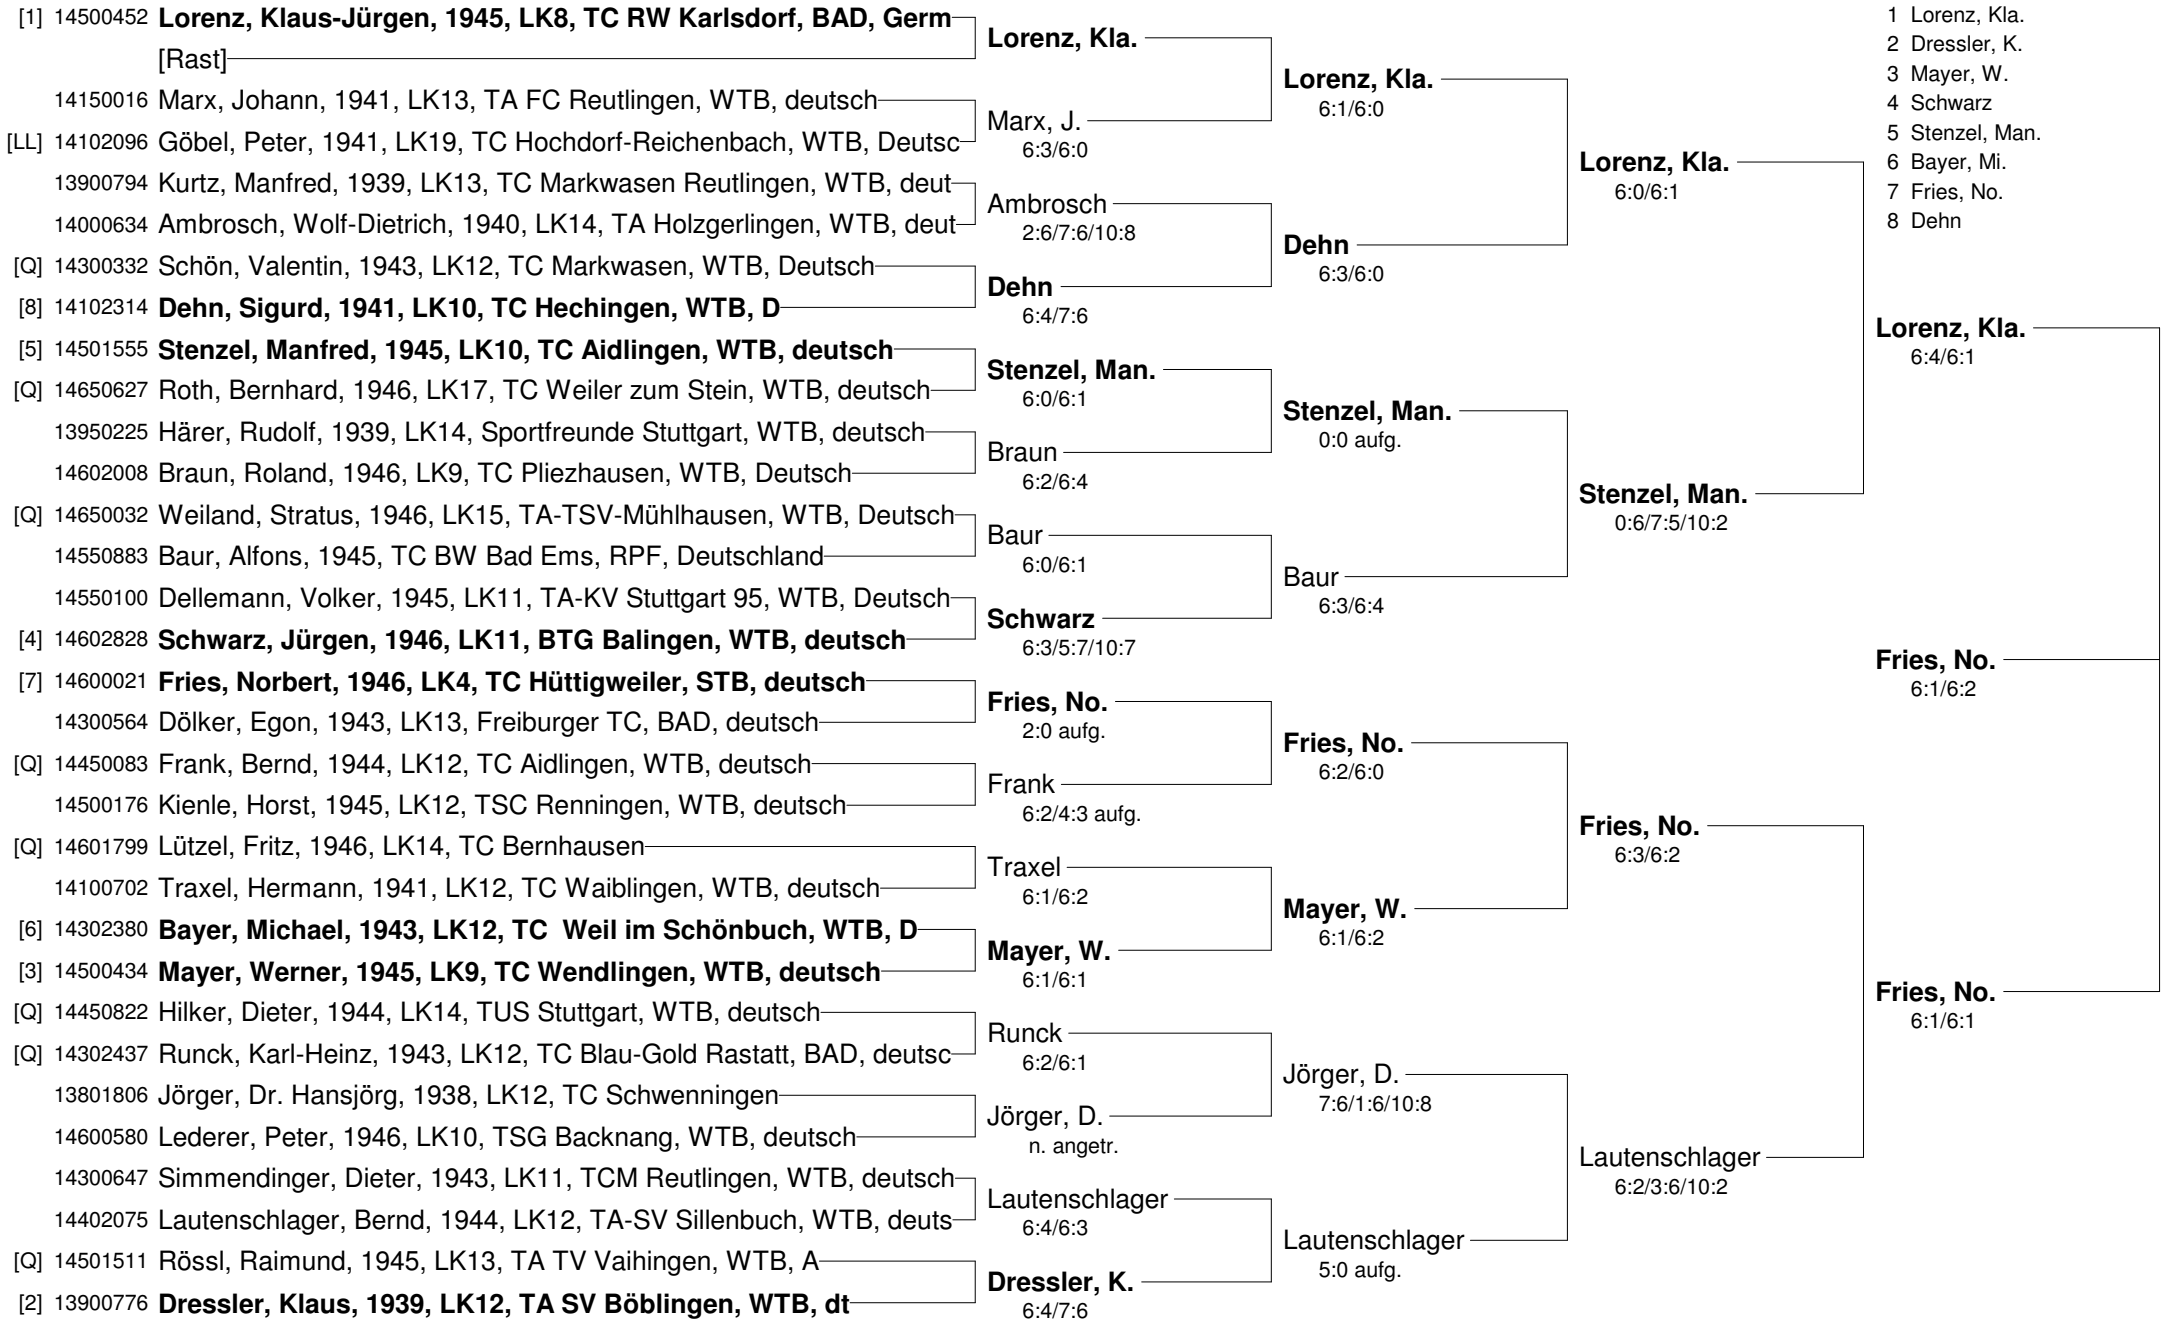 [1] 14500452 Lorenz, Klaus-Jürgen, 1945, LK8, TC RW Karlsdorf, BAD, Germ
[Rast]
14150016 Marx, Johann, 1941, LK13, TA FC Reutlingen, WTB, deutsch
[LL] 14102096 Göbel, Peter, 1941, LK19, TC Hochdorf-Reichenbach, WTB, Deutsc
13900794 Kurtz, Manfred, 1939, LK13, TC Markwasen Reutlingen, WTB, deut
14000634 Ambrosch, Wolf-Dietrich, 1940, LK14, TA Holzgerlingen, WTB, deut
[Q] 14300332 Schön, Valentin, 1943, LK12, TC Markwasen, WTB, Deutsch
[8] 14102314 Dehn, Sigurd, 1941, LK10, TC Hechingen, WTB, D
[5] 14501555 Stenzel, Manfred, 1945, LK10, TC Aidlingen, WTB, deutsch
[Q] 14650627 Roth, Bernhard, 1946, LK17, TC Weiler zum Stein, WTB, deutsch
13950225 Härer, Rudolf, 1939, LK14, Sportfreunde Stuttgart, WTB, deutsch
14602008 Braun, Roland, 1946, LK9, TC Pliezhausen, WTB, Deutsch
[Q] 14650032 Weiland, Stratus, 1946, LK15, TA-TSV-Mühlhausen, WTB, Deutsch
14550883 Baur, Alfons, 1945, TC BW Bad Ems, RPF, Deutschland
14550100 Dellemann, Volker, 1945, LK11, TA-KV Stuttgart 95, WTB, Deutsch
[4] 14602828 Schwarz, Jürgen, 1946, LK11, BTG Balingen, WTB, deutsch
[7] 14600021 Fries, Norbert, 1946, LK4, TC Hüttigweiler, STB, deutsch
14300564 Dölker, Egon, 1943, LK13, Freiburger TC, BAD, deutsch
[Q] 14450083 Frank, Bernd, 1944, LK12, TC Aidlingen, WTB, deutsch
14500176 Kienle, Horst, 1945, LK12, TSC Renningen, WTB, deutsch
[Q] 14601799 Lützel, Fritz, 1946, LK14, TC Bernhausen
14100702 Traxel, Hermann, 1941, LK12, TC Waiblingen, WTB, deutsch
[6] 14302380 Bayer, Michael, 1943, LK12, TC  Weil im Schönbuch, WTB, D
[3] 14500434 Mayer, Werner, 1945, LK9, TC Wendlingen, WTB, deutsch
[Q] 14450822 Hilker, Dieter, 1944, LK14, TUS Stuttgart, WTB, deutsch
[Q] 14302437 Runck, Karl-Heinz, 1943, LK12, TC Blau-Gold Rastatt, BAD, deutsc
13801806 Jörger, Dr. Hansjörg, 1938, LK12, TC Schwenningen
14600580 Lederer, Peter, 1946, LK10, TSG Backnang, WTB, deutsch
14300647 Simmendinger, Dieter, 1943, LK11, TCM Reutlingen, WTB, deutsch
14402075 Lautenschlager, Bernd, 1944, LK12, TA-SV Sillenbuch, WTB, deuts
[Q] 14501511 Rössl, Raimund, 1945, LK13, TA TV Vaihingen, WTB, A
[2] 13900776 Dressler, Klaus, 1939, LK12, TA SV Böblingen, WTB, dt
Lorenz, Kla.
Marx, J.
6:3/6:0
Ambrosch
2:6/7:6/10:8
Dehn
6:4/7:6
Stenzel, Man.
6:0/6:1
Braun
6:2/6:4
Baur
6:0/6:1
Schwarz
6:3/5:7/10:7
Fries, No.
2:0 aufg.
Frank
6:2/4:3 aufg.
Traxel
6:1/6:2
Mayer, W.
6:1/6:1
Runck
6:2/6:1
Jörger, D.
n. angetr.
Lautenschlager
6:4/6:3
Dressler, K.
6:4/7:6
Lorenz, Kla.
6:1/6:0
Dehn
6:3/6:0
Stenzel, Man.
0:0 aufg.
Baur
6:3/6:4
Fries, No.
6:2/6:0
Mayer, W.
6:1/6:2
Jörger, D.
7:6/1:6/10:8
Lautenschlager
5:0 aufg.
Lorenz, Kla.
6:0/6:1
Stenzel, Man.
0:6/7:5/10:2
Fries, No.
6:3/6:2
Lautenschlager
6:2/3:6/10:2
1 Lorenz, Kla.
2 Dressler, K.
3 Mayer, W.
4 Schwarz
5 Stenzel, Man.
6 Bayer, Mi.
7 Fries, No.
8 Dehn
Lorenz, Kla.
6:4/6:1
Fries, No.
6:1/6:2
Fries, No.
6:1/6:1